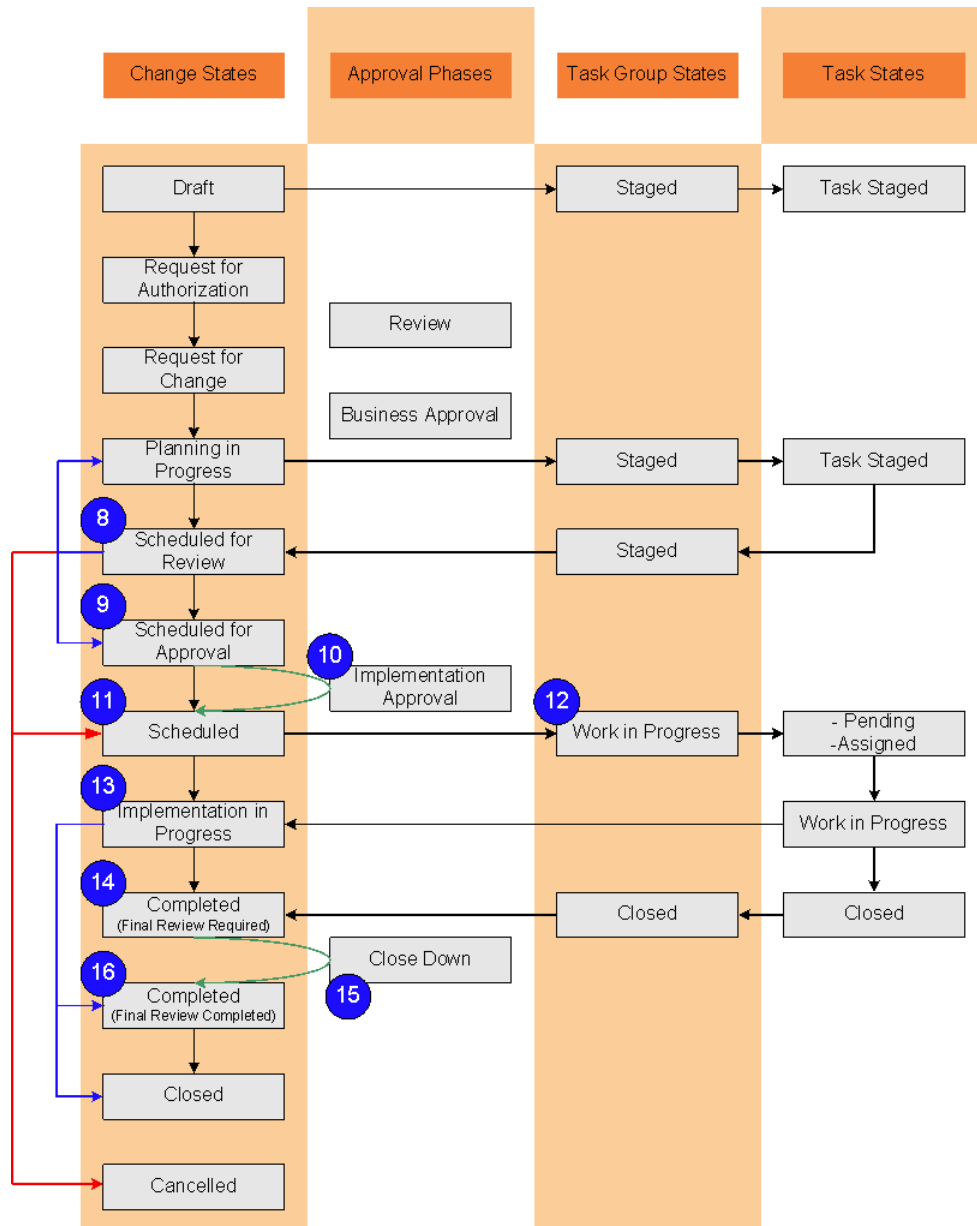 Change States
Approval Phases
Task Group States
Task States
Draft
Staged
Task Staged
Request for
Authorization
Review
Request for
Change
Business Approval
Planning in
Progress
Staged
Task Staged
8
Scheduled for
Review
Staged
9
Scheduled for
Approval
10
Implementation
Approval
11
Scheduled
12
Work in Progress
- Pending
-Assigned
13
Implementation in
Progress
Work in Progress
14
Completed
(Final Review Required)
Closed
Closed
Close Down
15
16
Completed
(Final Review Completed)
Closed
Cancelled